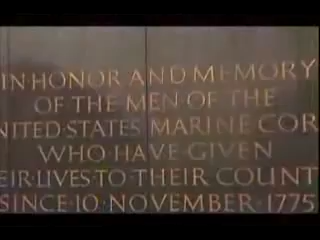 IN·HONOR AND MEMORY
OF THE MEN OF THE
NITED·STATES MARINE COR
WHO HAVE GIVEN
EIR·LIVES·TO·THEIR COUNT
SINCE·10·NOVEMBER·1775